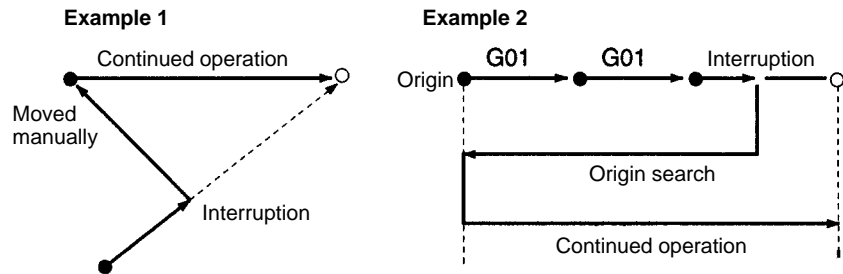 Example 1
Continued operation
Moved
manually
Interruption
Example 2
G01 G01 Interruption
Origin
Origin search
Continued operation